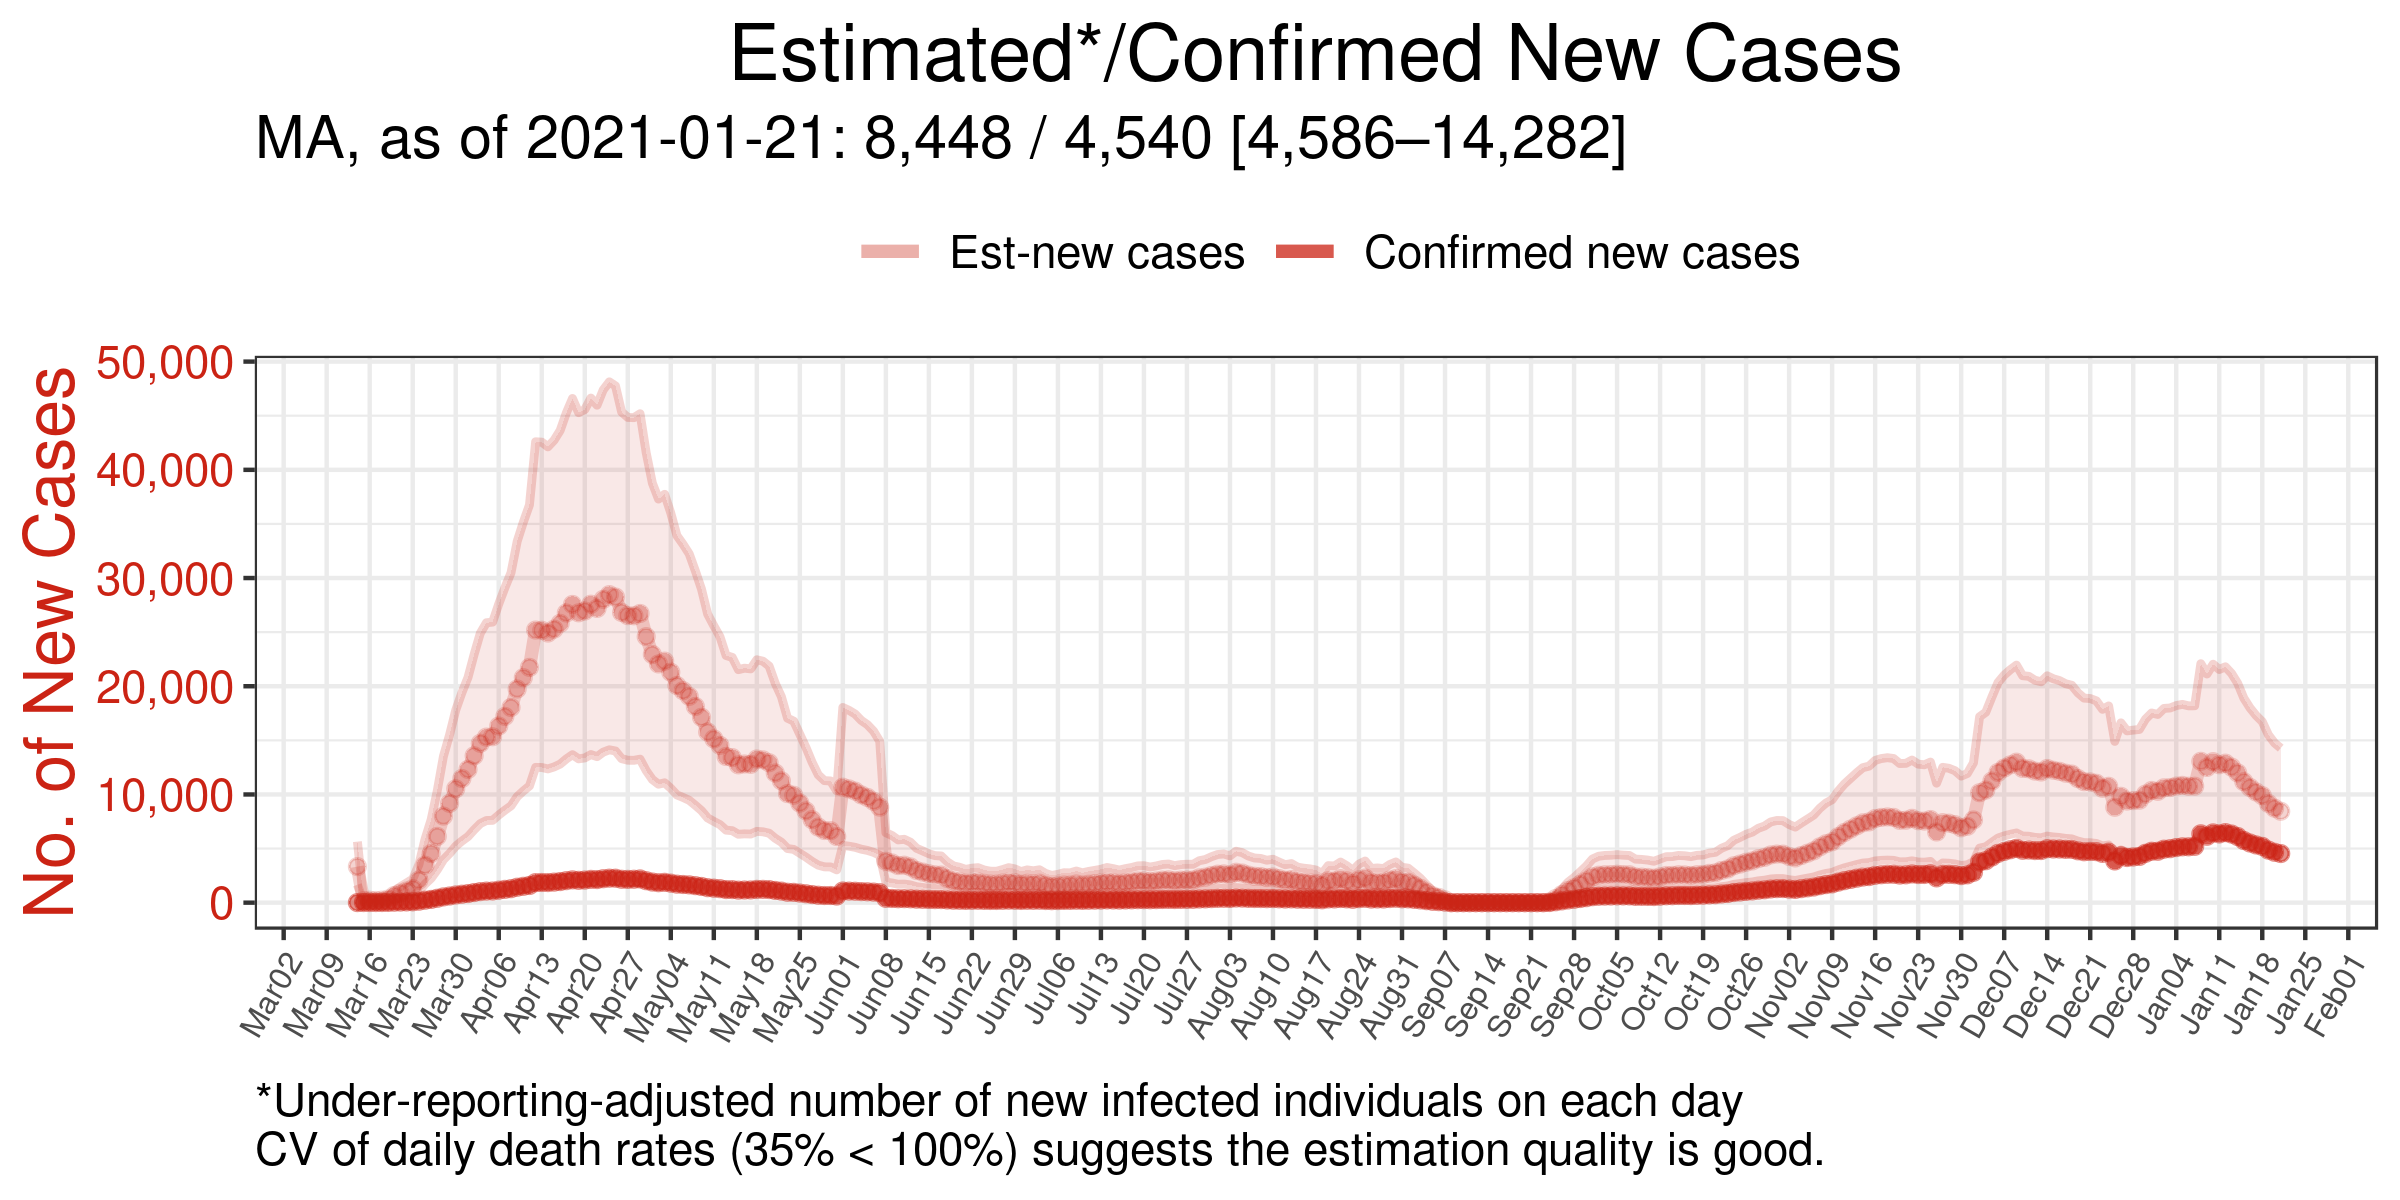 Estimated*/Confirmed New Cases
MA, as of 2021-01-21: 8,448 / 4,540 [4,586–14,282]
Est-new cases
Confirmed new cases
No. of New Cases
50,000
40,000
30,000
20,000
10,000
0
Mar02
Mar09
Mar16
Mar23
Mar30
Apr06
Apr13
Apr20
Apr27
May04
May11
May18
May25
Jun01
Jun08
Jun15
Jun22
Jun29
Jul06
Jul13
Jul20
Jul27
Aug03
Aug10
Aug17
Aug24
Aug31
Sep07
Sep14
Sep21
Sep28
Oct05
Oct12
Oct19
Oct26
Nov02
Nov09
Nov16
Nov23
Nov30
Dec07
Dec14
Dec21
Dec28
Jan04
Jan11
Jan18
Jan25
Feb01
*Under-reporting-adjusted number of new infected individuals on each day
CV of daily death rates (35% < 100%) suggests the estimation quality is good.